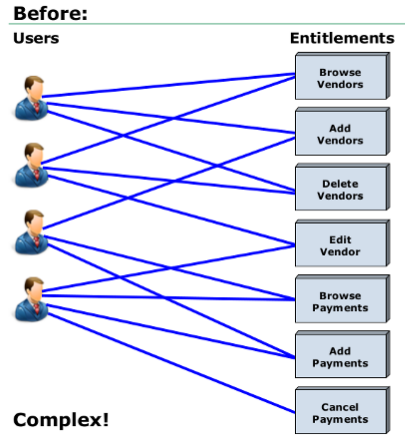 Before:
Users
Entitlements
Browse
Vendors
Add
Vendors
Delete
Vendors
Edit
Vendor
Browse
Payments
Add
Payments
Cancel
Payments
Complex!